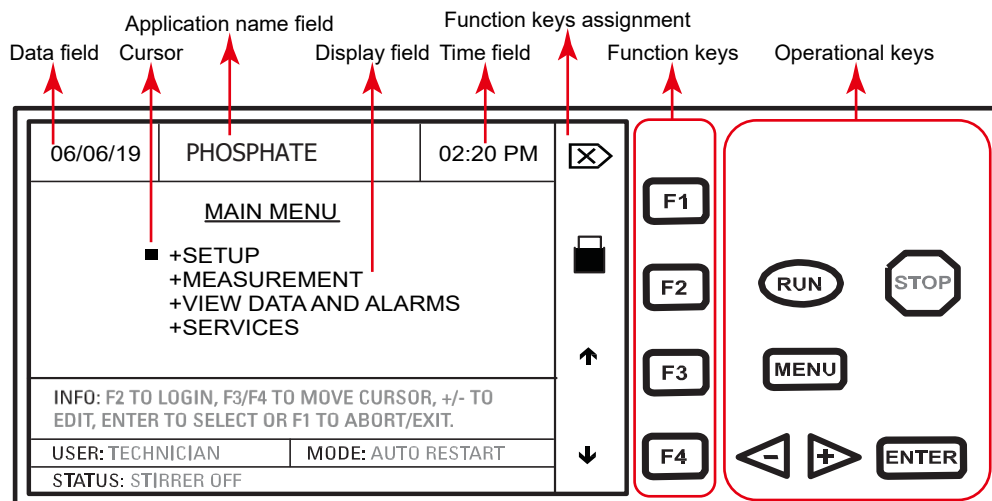 Application name field
Function keys assignment
Data field
Cursor
Display field
Time field
Function keys
Operational keys
06/06/19
PHOSPHATE
02:20 PM
MAIN MENU
+SETUP
+MEASUREMENT
+VIEW DATA AND ALARMS
+SERVICES
INFO: F2 TO LOGIN, F3/F4 TO MOVE CURSOR, +/- TO
EDIT, ENTER TO SELECT OR F1 TO ABORT/EXIT.
USER: TECHNICIAN
MODE: AUTO RESTART
STATUS: STIRRER OFF
F1
F2
F3
F4
RUN
STOP
MENU
-
+
ENTER